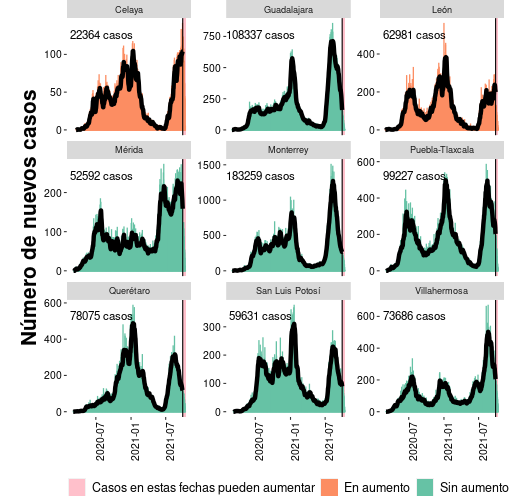 Celaya
Guadalajara
León
22364 casos
108337 casos
62981 casos
100
50
0
750
500
250
0
400
200
0
Mérida
Monterrey
Puebla-Tlaxcala
52592 casos
183259 casos
99227 casos
200
100
0
1500
1000
500
0
600
400
200
0
Querétaro
San Luis Potosí
Villahermosa
78075 casos
59631 casos
73686 casos
600
400
200
0
300
200
100
0
600
400
200
0
2020-07
2021-01
2021-07
2020-07
2021-01
2021-07
2020-07
2021-01
2021-07
Número de nuevos casos
Casos en estas fechas pueden aumentar
En aumento
Sin aumento